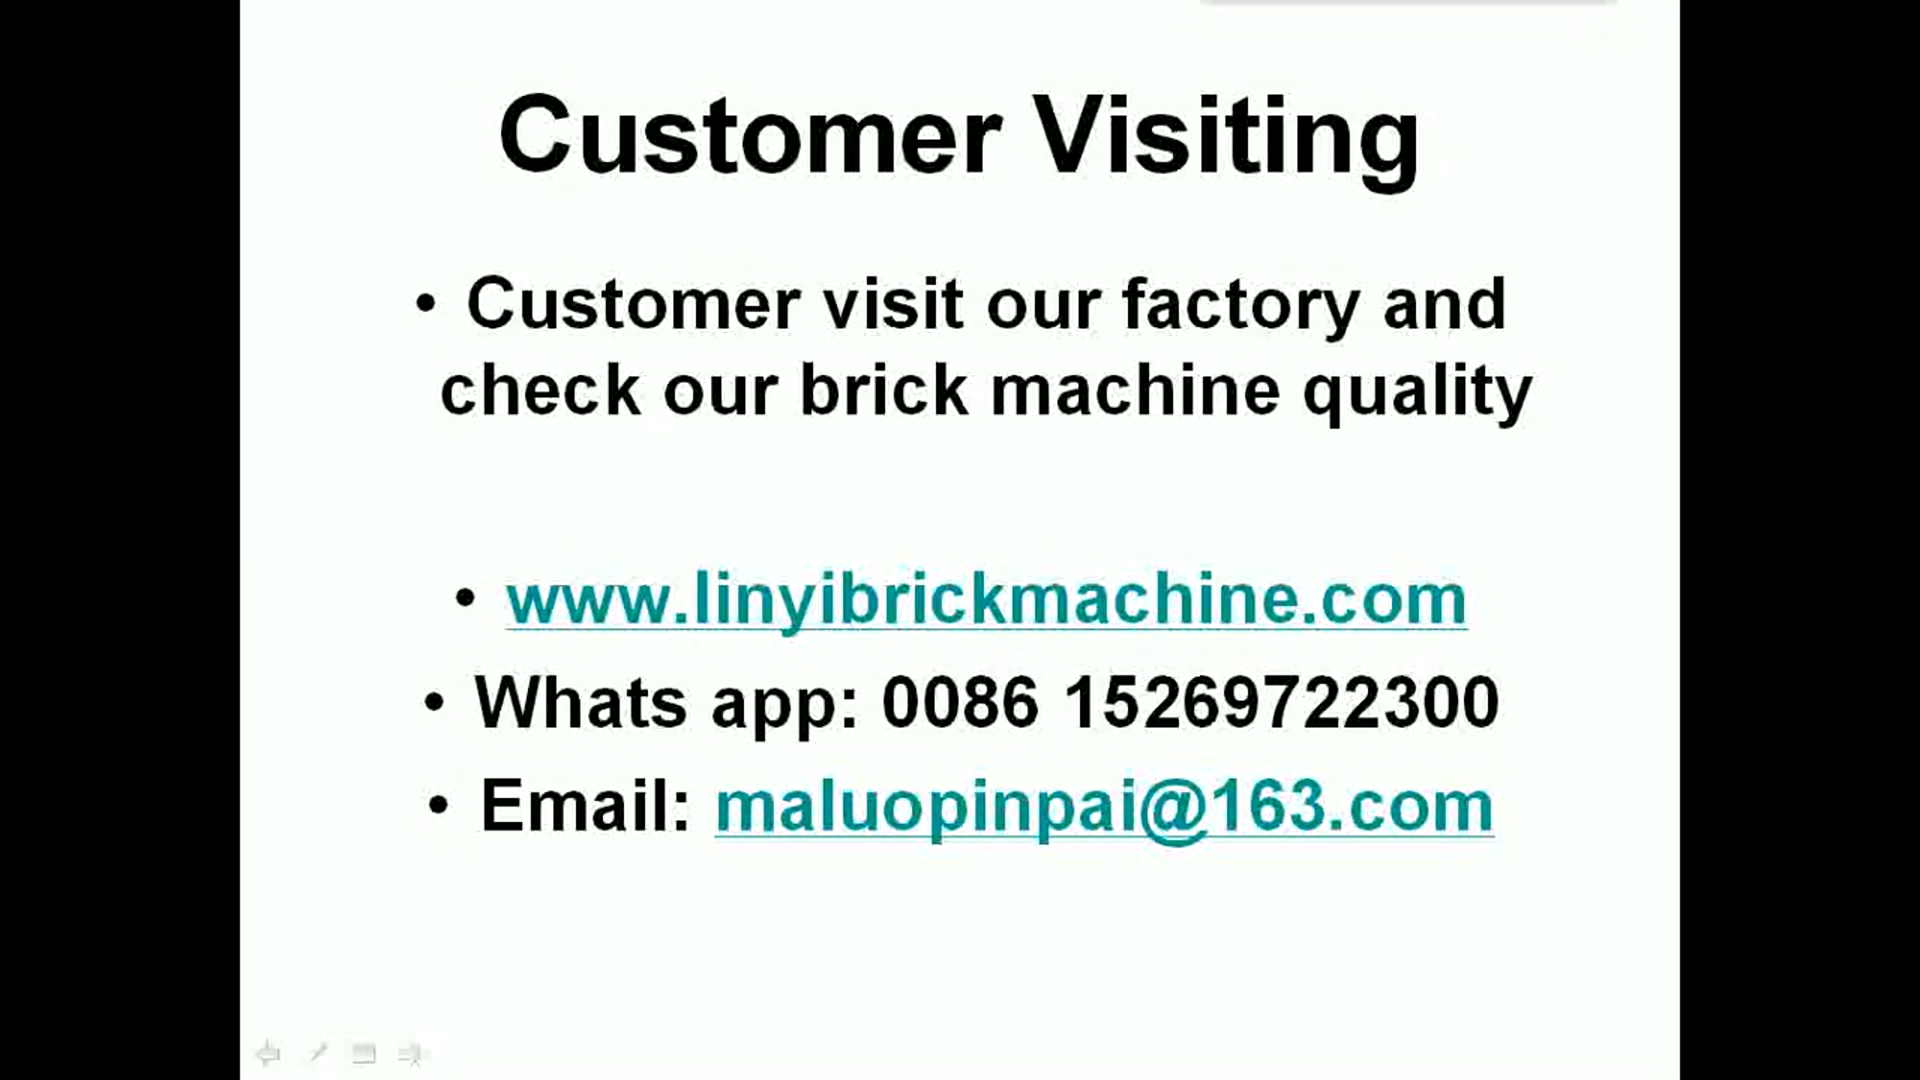 Customer Visiting
• Customer visit our factory and
check our brick machine quality
• www.linyibrickmachine.com
• Whats app: 0086 15269722300
• Email: maluopinpai@163.com